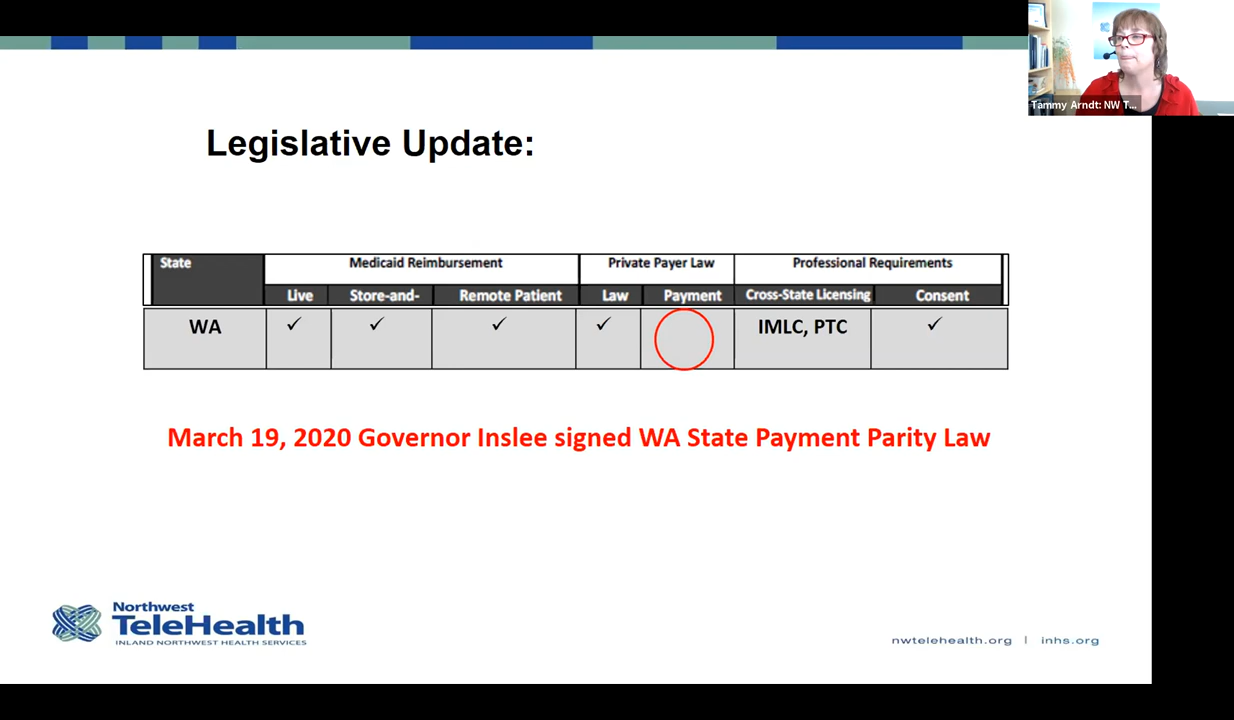 Tammy Arndt: NW T...
Legislative Update:
State Medicaid Reimbursement Private Payer Law Professional Requirements
Live Store-and- Remote Patient Law Payment Cross-State Licensing Consent
WA ✓ ✓ ✓ ✓ IMLC, PTC ✓
March 19, 2020 Governor Inslee signed WA State Payment Parity Law
Northwest
TeleHealth
INLAND NORTHWEST HEALTH SERVICES
nwtelehealth.org | inhs.org